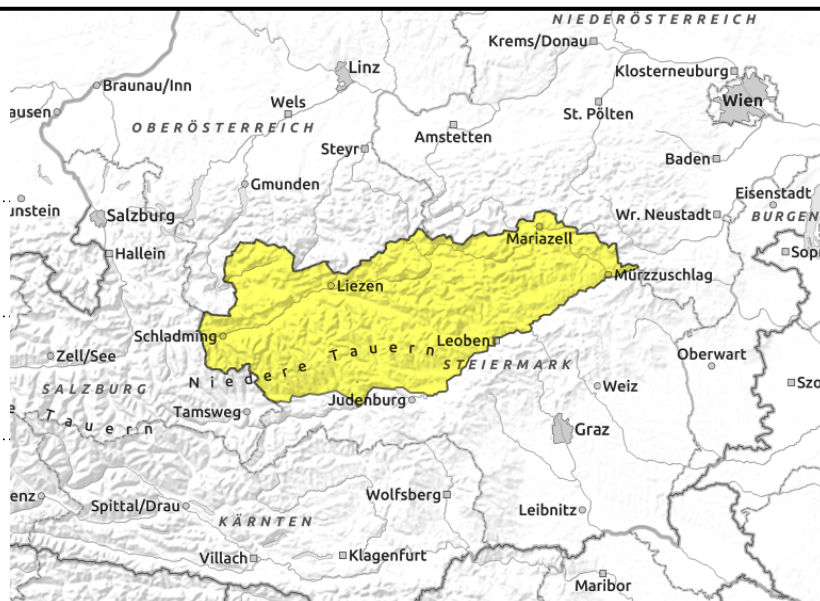 NIEDERÖSTERREICH
Krems/Donau
Linz
Klosterneuburg
Braunau/Inn
Wels
Wien
ausen
St. Pölten
OBERÖSTERREICH
Amstetten
Steyr
Baden
Gmunden
Eisenstadt
unstein
Salzburg
Wr. Neustadt
BURGEN
Mariazell
Hallein
Sopr
Mürzzuschlag
Liezen
Schladming
Leoben
Zell/See
Niedere Tauern
STEIERMARK
Oberwart
SALZBURG
Weiz
Szo
Tamsweg
Judenburg
e
Tauern
Graz
enz
Wolfsberg
Spittal/Drau
Leibnitz
KÄRNTEN
Villach
Klagenfurt
Maribor